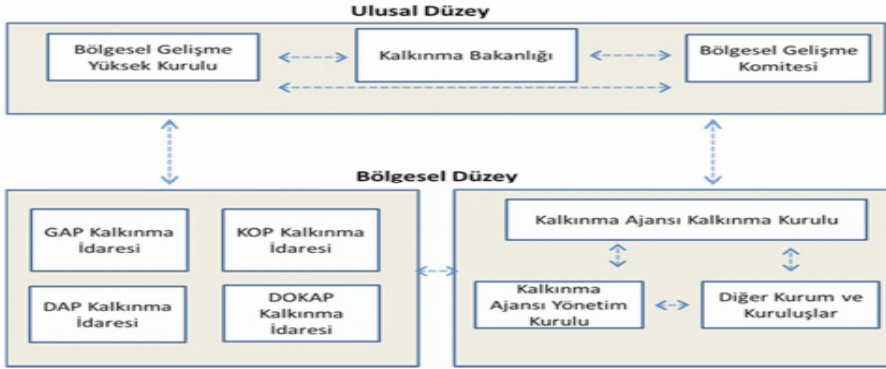 Ulusal Düzey
Bölgesel Gelişme
Yüksek Kurulu
Kalkınma Bakanlığı
Bölgesel Gelişme
Komitesi
Bölgesel Düzey
GAP Kalkınma
İdaresi
KOP Kalkınma
İdaresi
DAP Kalkınma
İdaresi
DOKAP
Kalkınma
İdaresi
Kalkınma Ajansı Kalkınma Kurulu
Kalkınma
Ajansı Yönetim
Kurulu
Diğer Kurum ve
Kuruluşlar